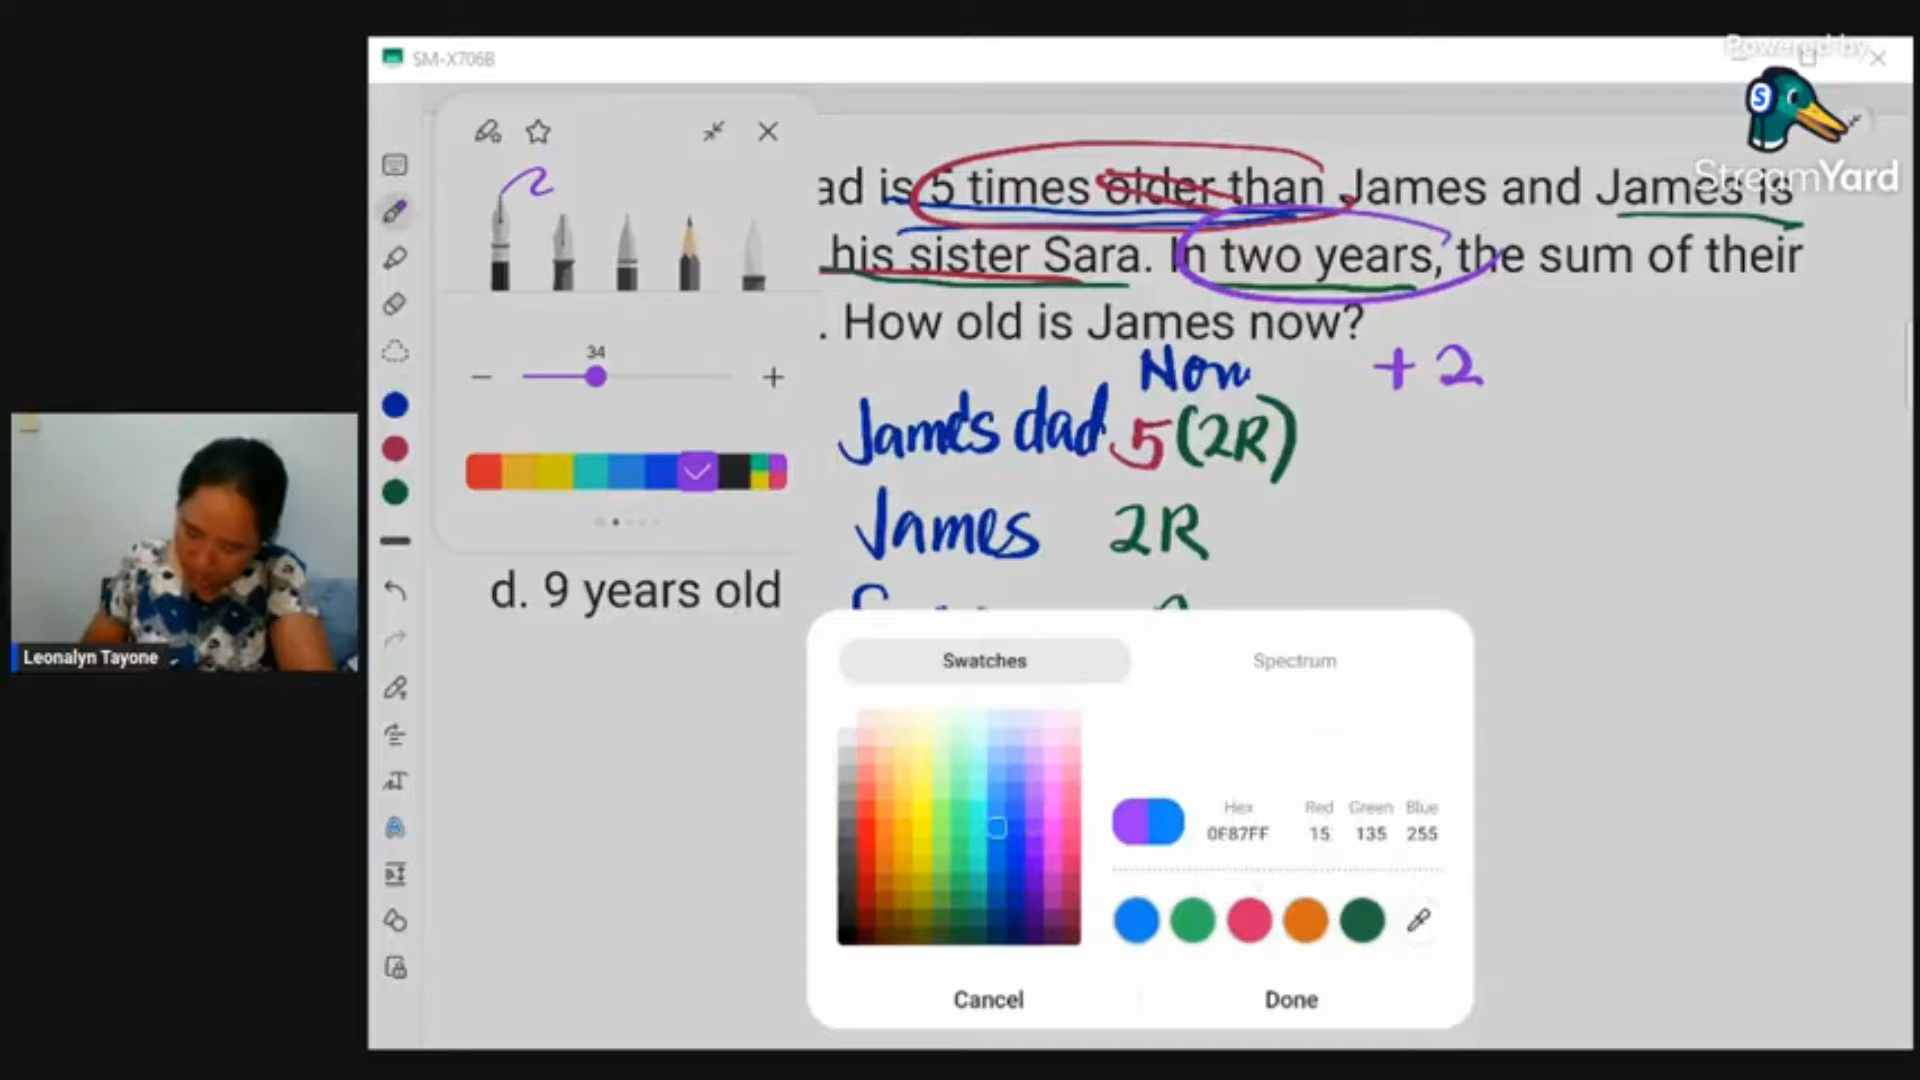 SM-X706B
Powered by
StreamYard
ad is 5 times older than James and James is
his sister Sara. In two years, the sum of their
. How old is James now?
Now
+ 2
James dad 5(2R)
James 2R
34
d. 9 years old
Leonalyn Tayone
Swatches
Spectrum
Hex Red Green Blue
0F87FF 15 135 255
Cancel
Done